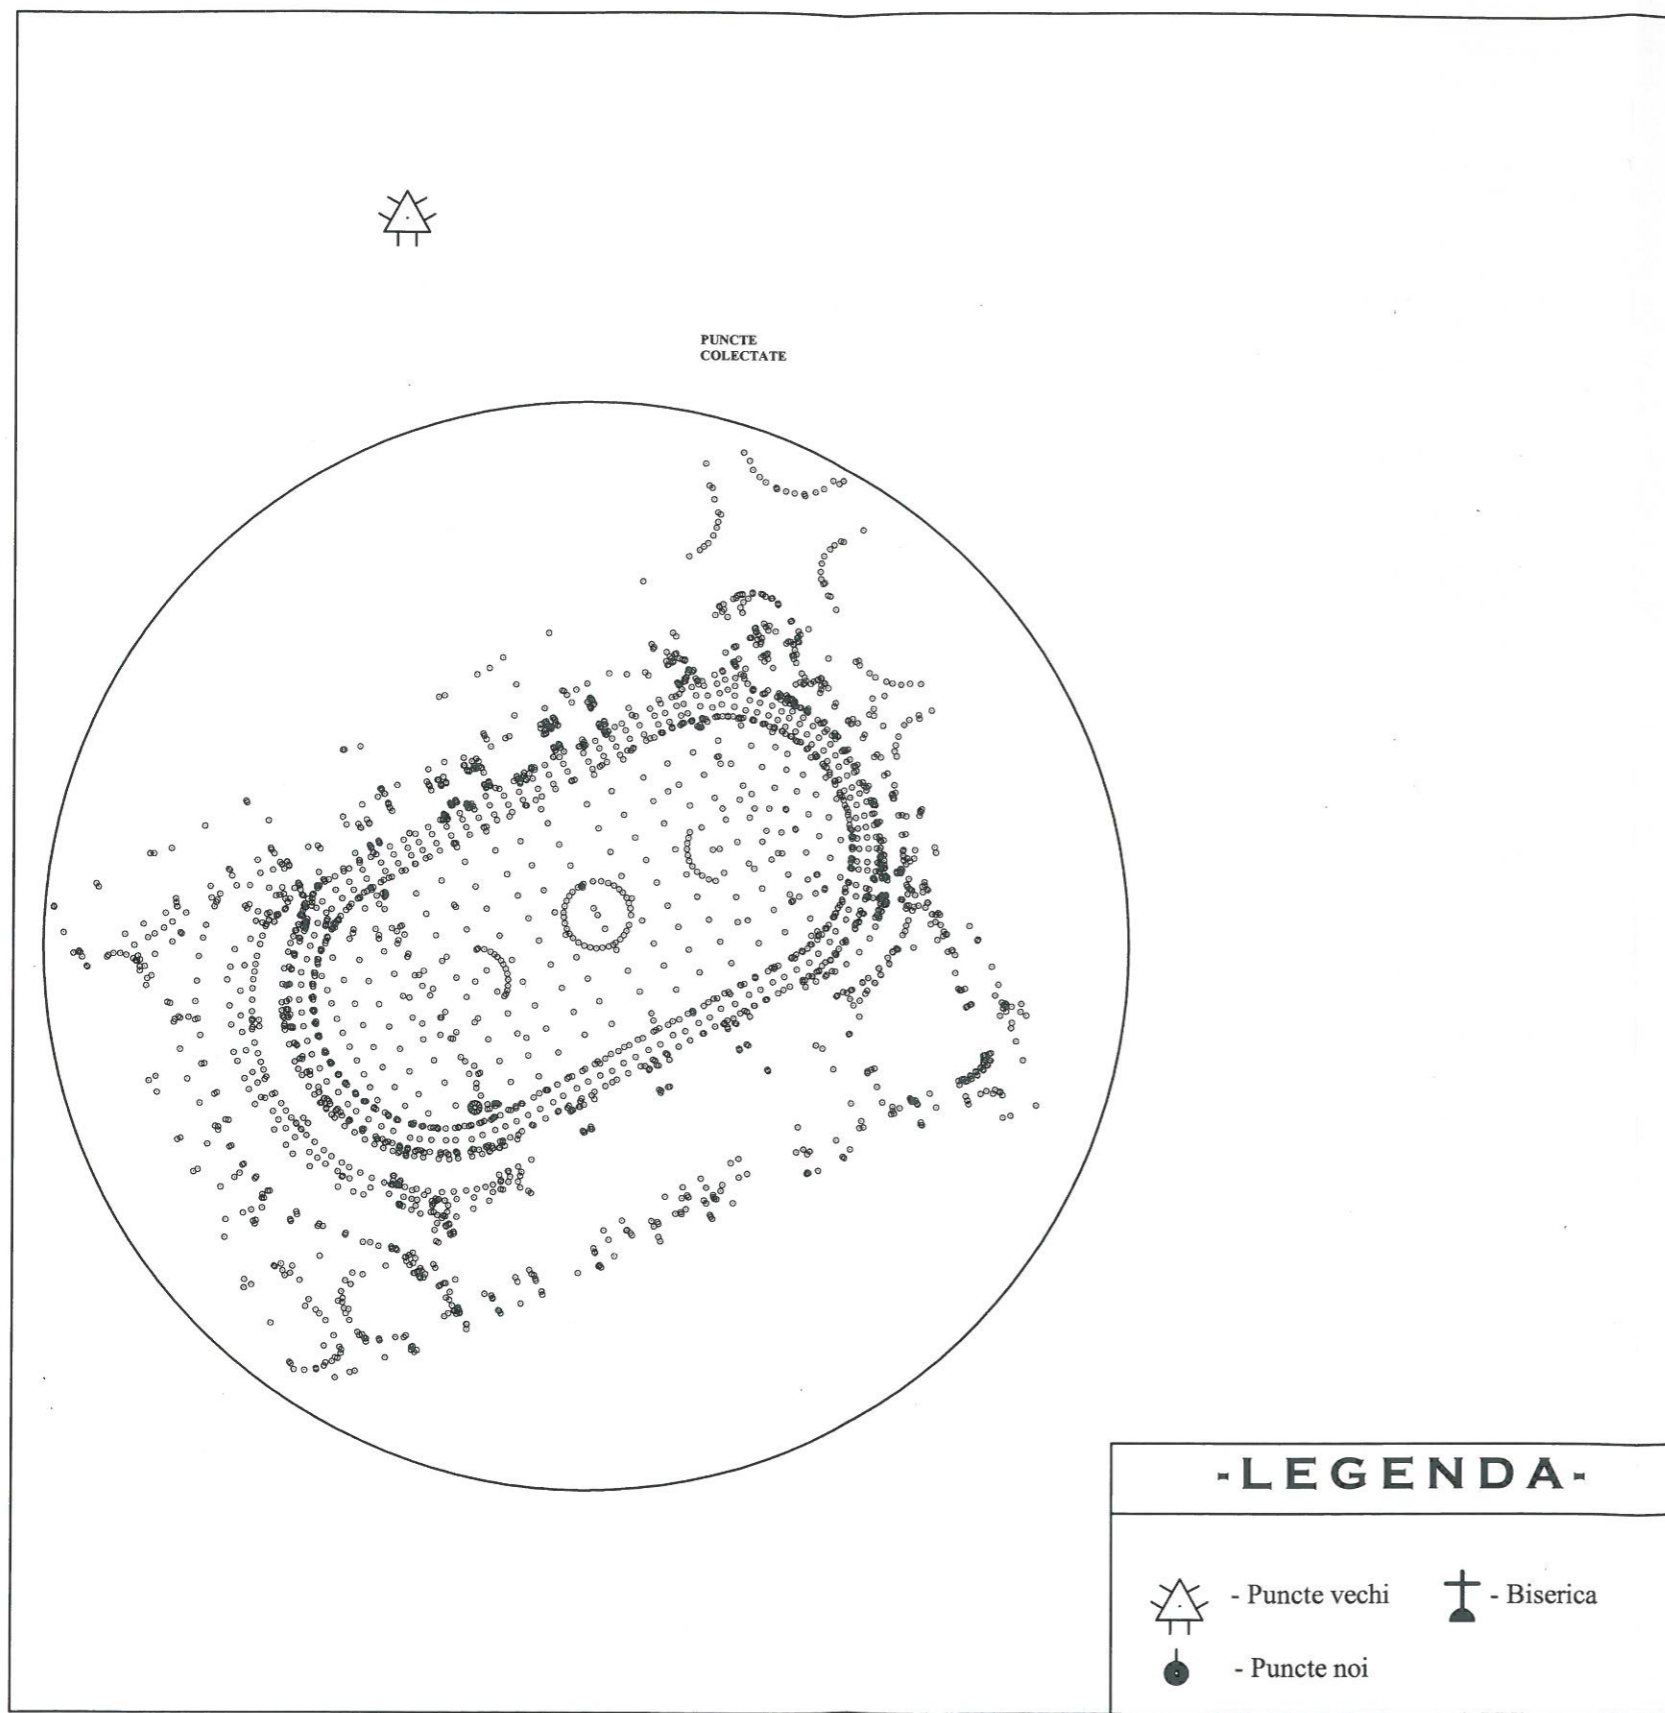 PUNCTE
COLECTATE
-LEGENDA-
- Puncte vechi
- Biserica
- Puncte noi